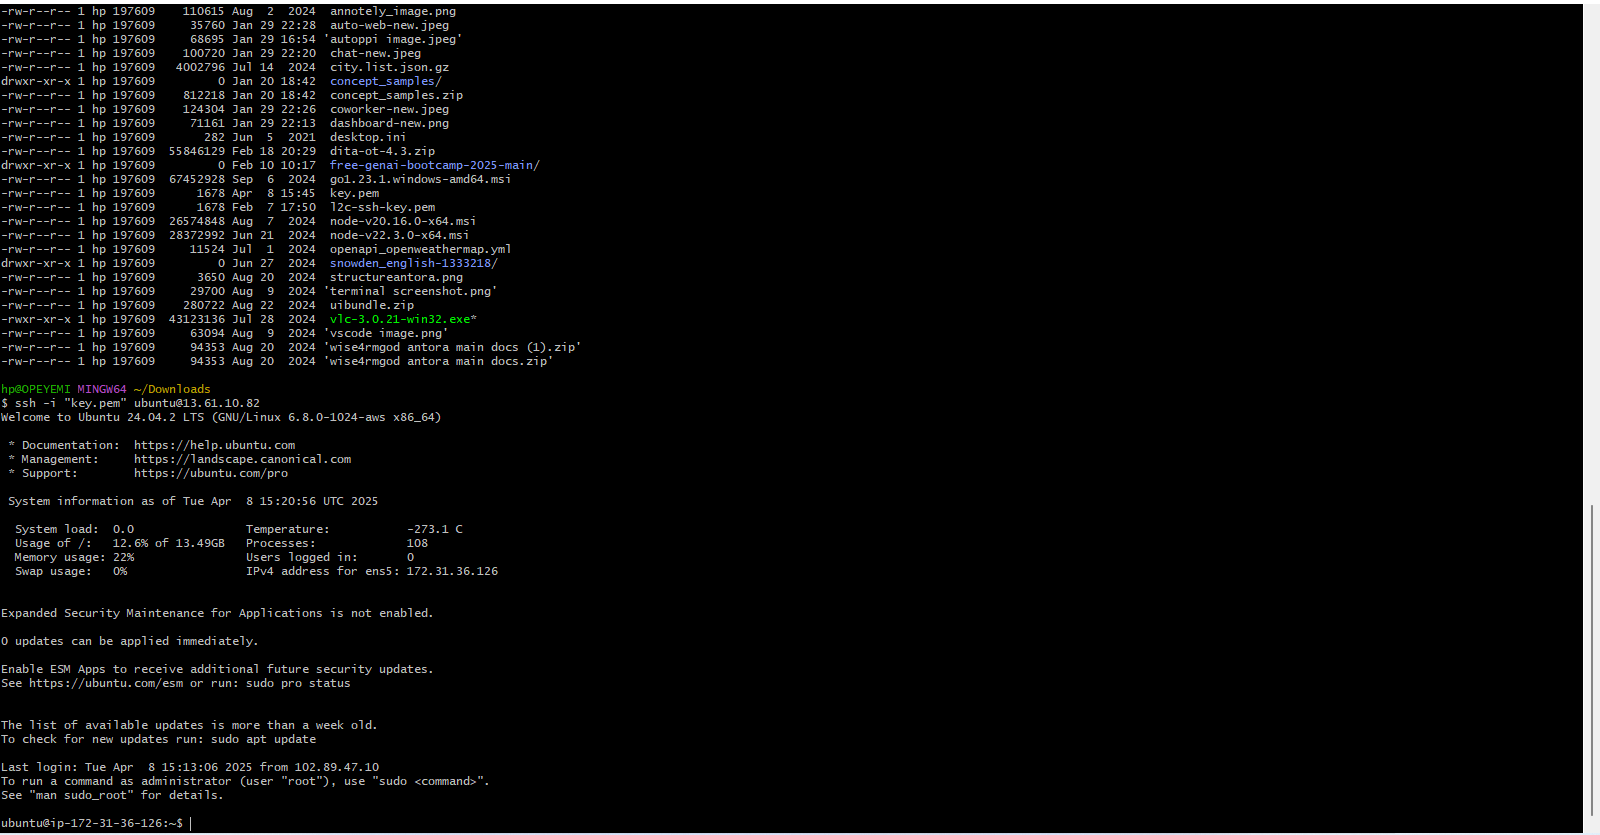 -rw-r--r-- 1 hp 197609   110615 Aug  2  2024  annotely_image.png
-rw-r--r-- 1 hp 197609    35760 Jan 29 22:28  auto-web-new.jpeg
-rw-r--r-- 1 hp 197609    68695 Jan 29 16:54 'autoppi image.jpeg'
-rw-r--r-- 1 hp 197609   100720 Jan 29 22:20  chat-new.jpeg
-rw-r--r-- 1 hp 197609  4002796 Jul 14  2024  city.list.json.gz
drwxr-xr-x 1 hp 197609        0 Jan 20 18:42  concept_samples/
-rw-r--r-- 1 hp 197609   812218 Jan 20 18:42  concept_samples.zip
-rw-r--r-- 1 hp 197609   124304 Jan 29 22:26  coworker-new.jpeg
-rw-r--r-- 1 hp 197609    71161 Jan 29 22:13  dashboard-new.png
-rw-r--r-- 1 hp 197609      282 Jun  5  2021  desktop.ini
-rw-r--r-- 1 hp 197609 55846129 Feb 18 20:29  dita-ot-4.3.zip
drwxr-xr-x 1 hp 197609        0 Feb 10 10:17  free-genai-bootcamp-2025-main/
-rw-r--r-- 1 hp 197609 67452928 Sep  6  2024  go1.23.1.windows-amd64.msi
-rw-r--r-- 1 hp 197609     1678 Apr  8 15:45  key.pem
-rw-r--r-- 1 hp 197609     1678 Feb  7 17:50  l2c-ssh-key.pem
-rw-r--r-- 1 hp 197609 26574848 Aug  7  2024  node-v20.16.0-x64.msi
-rw-r--r-- 1 hp 197609 28372992 Jun 21  2024  node-v22.3.0-x64.msi
-rw-r--r-- 1 hp 197609    11524 Jul  1  2024  openapi_openweathermap.yml
drwxr-xr-x 1 hp 197609        0 Jun 27  2024  snowden_english-1333218/
-rw-r--r-- 1 hp 197609     3650 Aug 20  2024  structureantora.png
-rw-r--r-- 1 hp 197609    29700 Aug  9  2024 'terminal screenshot.png'
-rw-r--r-- 1 hp 197609   280722 Aug 22  2024  uibundle.zip
-rwxr-xr-x 1 hp 197609 43123136 Jul 28  2024  vlc-3.0.21-win32.exe*
-rw-r--r-- 1 hp 197609    63094 Aug  9  2024 'vscode image.png'
-rw-r--r-- 1 hp 197609    94353 Aug 20  2024 'wise4rmgod antora main docs (1).zip'
-rw-r--r-- 1 hp 197609    94353 Aug 20  2024 'wise4rmgod antora main docs.zip'
hp@OPEYEMI MINGW64 ~/Downloads
$ ssh -i "key.pem" ubuntu@13.61.10.82
Welcome to Ubuntu 24.04.2 LTS (GNU/Linux 6.8.0-1024-aws x86_64)
* Documentation:  https://help.ubuntu.com
* Management:     https://landscape.canonical.com
* Support:        https://ubuntu.com/pro
System information as of Tue Apr  8 15:20:56 UTC 2025
System load:  0.0                Temperature:           -273.1 C
Usage of /:   12.6% of 13.49GB   Processes:             108
Memory usage: 22%                Users logged in:       0
Swap usage:   0%                 IPv4 address for ens5: 172.31.36.126
Expanded Security Maintenance for Applications is not enabled.
0 updates can be applied immediately.
Enable ESM Apps to receive additional future security updates.
See https://ubuntu.com/esm or run: sudo pro status
The list of available updates is more than a week old.
To check for new updates run: sudo apt update
Last login: Tue Apr  8 15:13:06 2025 from 102.89.47.10
To run a command as administrator (user "root"), use "sudo <command>".
See "man sudo_root" for details.
ubuntu@ip-172-31-36-126:~$